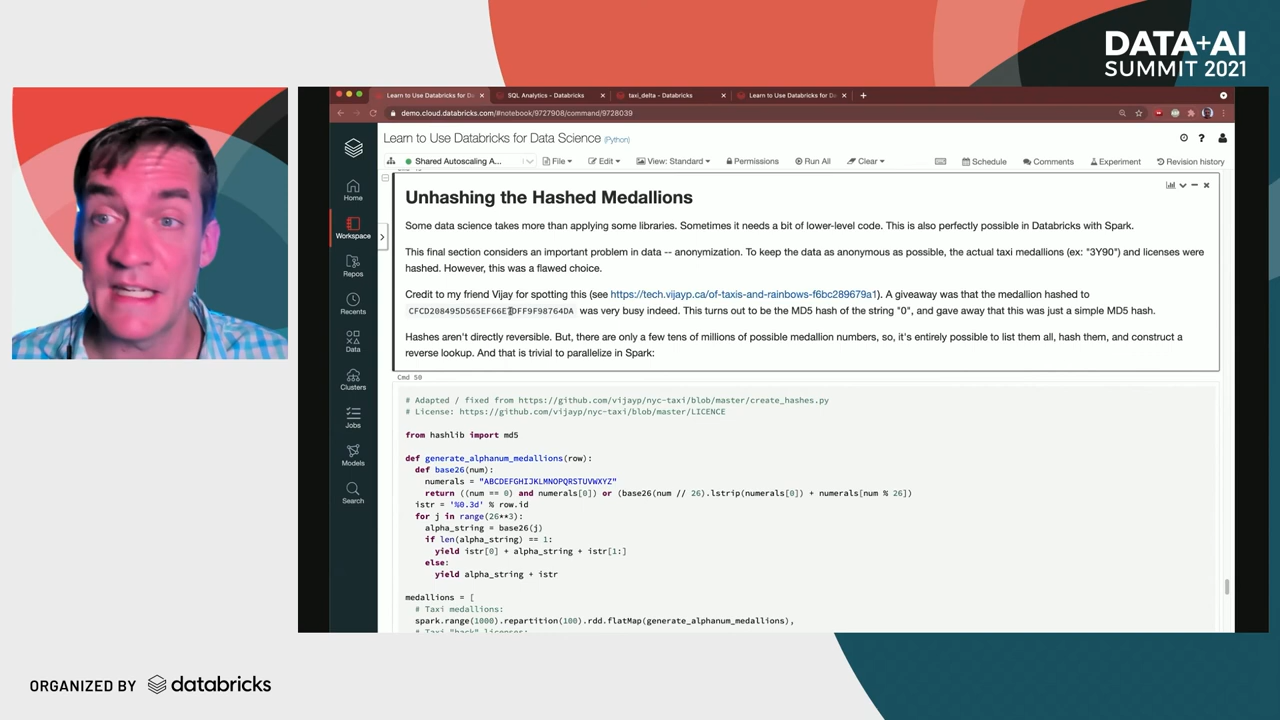 DATA+AI
SUMMIT 2021
Learn to Use Databricks for Da
SQL Analytics - Databricks
taxi_delta - Databricks
Learn to Use Databricks for Da
demo.cloud.databricks.com/#notebook/9727908/command/9728039
Learn to Use Databricks for Data Science (Python)
Shared Autoscaling A...
File
Edit
View: Standard
Permissions
Run All
Clear
Schedule
Comments
Experiment
Revision history
Home
Workspace
Repos
Recents
Data
Clusters
Jobs
Models
Search
Unhashing the Hashed Medallions
Some data science takes more than applying some libraries. Sometimes it needs a bit of lower-level code. This is also perfectly possible in Databricks with Spark.
This final section considers an important problem in data -- anonymization. To keep the data as anonymous as possible, the actual taxi medallions (ex: "3Y90") and licenses were
hashed. However, this was a flawed choice.
Credit to my friend Vijay for spotting this (see https://tech.vijayp.ca/of-taxis-and-rainbows-f6bc289679a1). A giveaway was that the medallion hashed to
CFCD208495D565EF66E7DFF9F98764DA was very busy indeed. This turns out to be the MD5 hash of the string "0", and gave away that this was just a simple MD5 hash.
Hashes aren't directly reversible. But, there are only a few tens of millions of possible medallion numbers, so, it's entirely possible to list them all, hash them, and construct a
reverse lookup. And that is trivial to parallelize in Spark:
Cmd 50
# Adapted / fixed from https://github.com/vijayp/nyc-taxi/blob/master/create_hashes.py
# License: https://github.com/vijayp/nyc-taxi/blob/master/LICENCE
from hashlib import md5
def generate_alphanum_medallions(row):
def base26(num):
numerals = "ABCDEFGHIJKLMNOPQRSTUVWXYZ"
return ((num == 0) and numerals[0]) or (base26(num // 26).lstrip(numerals[0]) + numerals[num % 26])
istr = '%0.3d' % row.id
for j in range(26**3):
alpha_string = base26(j)
if len(alpha_string) == 1:
yield istr[0] + alpha_string + istr[1:]
else:
yield alpha_string + istr
medallions = [
# Taxi medallions:
spark.range(1000).repartition(100).rdd.flatMap(generate_alphanum_medallions),
# Taxi "hack" licenses:
ORGANIZED BY databricks